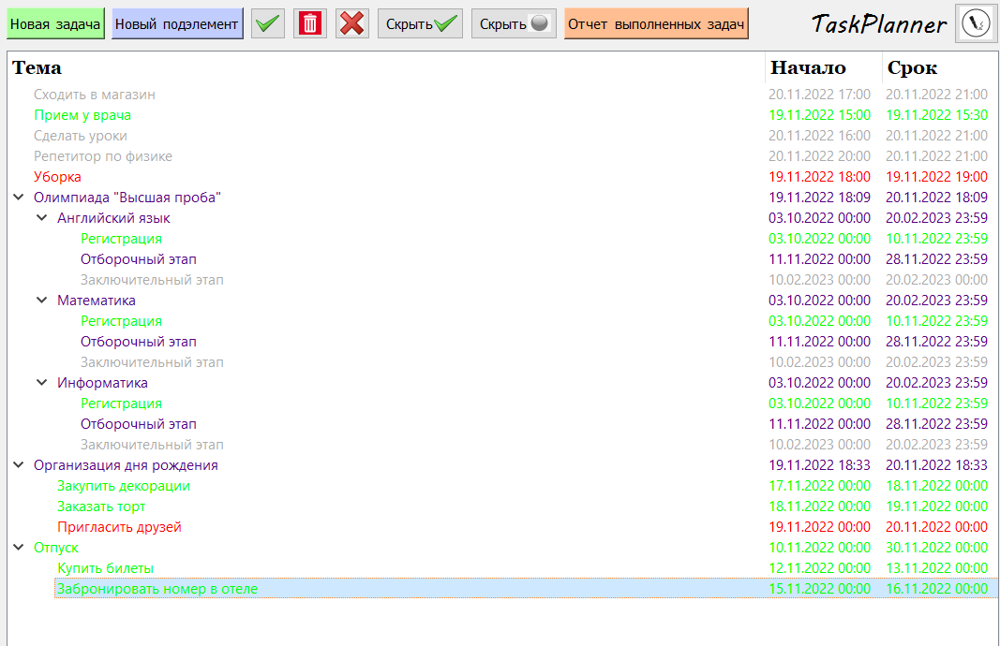 Новая задача Новый подэлемент Скрыть Скрыть Отчет выполненных задач TaskPlanner
Тема Начало Срок
Сходить в магазин 20.11.2022 17:00 20.11.2022 21:00
Прием у врача 19.11.2022 15:00 19.11.2022 15:30
Сделать уроки 20.11.2022 16:00 20.11.2022 21:00
Репетитор по физике 20.11.2022 20:00 20.11.2022 21:00
Уборка 19.11.2022 18:00 19.11.2022 19:00
Олимпиада "Высшая проба" 19.11.2022 18:09 20.11.2022 18:09
Английский язык 03.10.2022 00:00 20.02.2023 23:59
Регистрация 03.10.2022 00:00 10.11.2022 23:59
Отборочный этап 11.11.2022 00:00 28.11.2022 23:59
Заключительный этап 10.02.2023 00:00 20.02.2023 00:00
Математика 03.10.2022 00:00 20.02.2023 23:59
Регистрация 03.10.2022 00:00 10.11.2022 23:59
Отборочный этап 11.11.2022 00:00 28.11.2022 23:59
Заключительный этап 10.02.2023 00:00 20.02.2023 23:59
Информатика 03.10.2022 00:00 20.02.2023 23:59
Регистрация 03.10.2022 00:00 10.11.2022 23:59
Отборочный этап 11.11.2022 00:00 28.11.2022 23:59
Заключительный этап 10.02.2023 00:00 20.02.2023 23:59
Организация дня рождения 19.11.2022 18:33 20.11.2022 18:33
Закупить декорации 17.11.2022 00:00 18.11.2022 00:00
Заказать торт 18.11.2022 00:00 19.11.2022 00:00
Пригласить друзей 19.11.2022 00:00 20.11.2022 00:00
Отпуск 10.11.2022 00:00 30.11.2022 00:00
Купить билеты 12.11.2022 00:00 13.11.2022 00:00
Забронировать номер в отеле 15.11.2022 00:00 16.11.2022 00:00